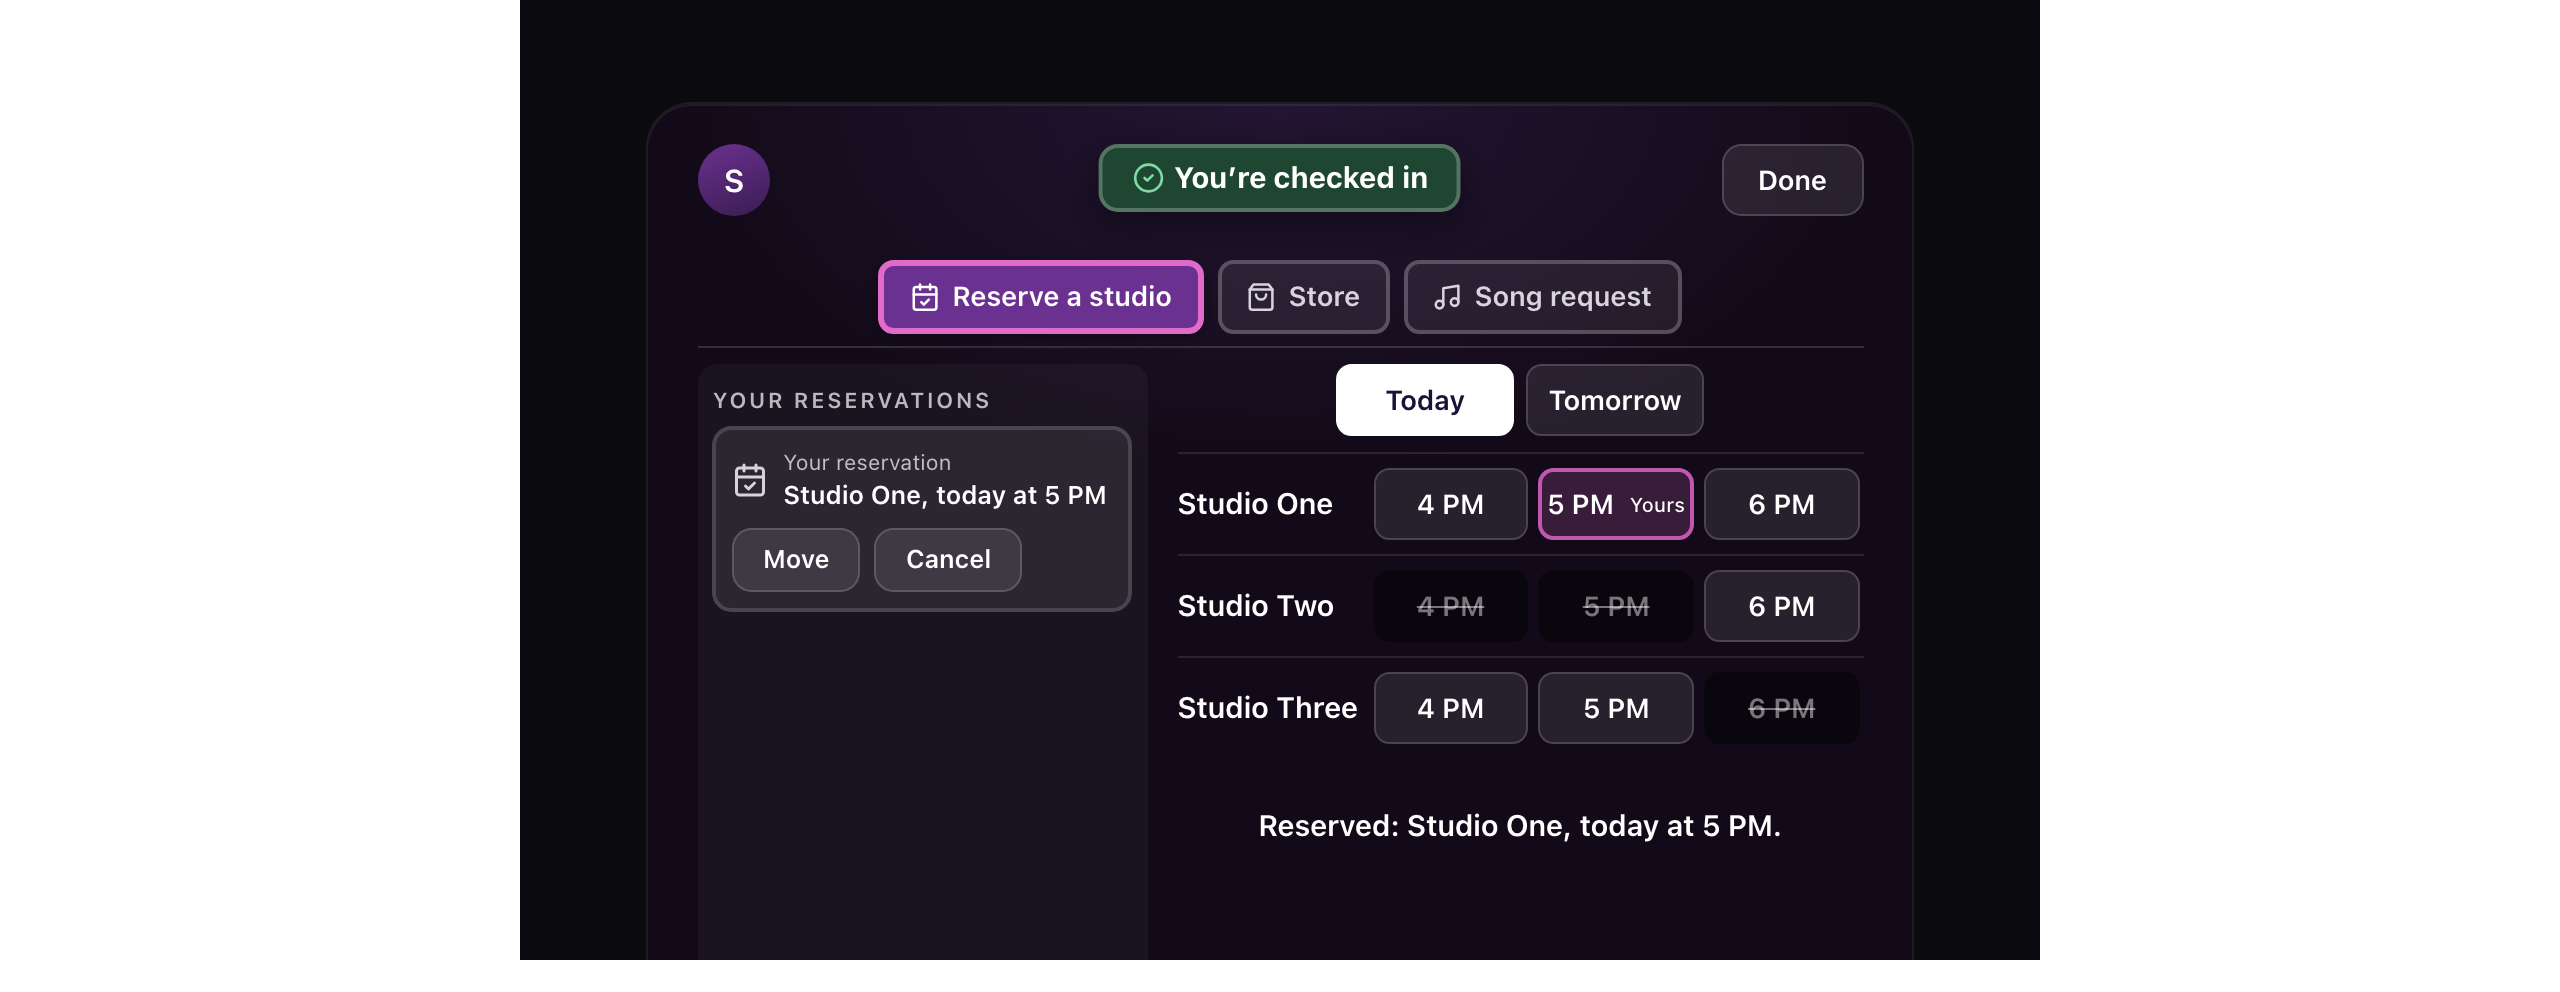 S
You’re checked in
Done
Reserve a studio
Store
Song request
YOUR RESERVATIONS
Your reservation
Studio One, today at 5 PM
Move
Cancel
Today
Tomorrow
Studio One
4 PM
5 PM Yours
6 PM
Studio Two
4 PM
5 PM
6 PM
Studio Three
4 PM
5 PM
6 PM
Reserved: Studio One, today at 5 PM.